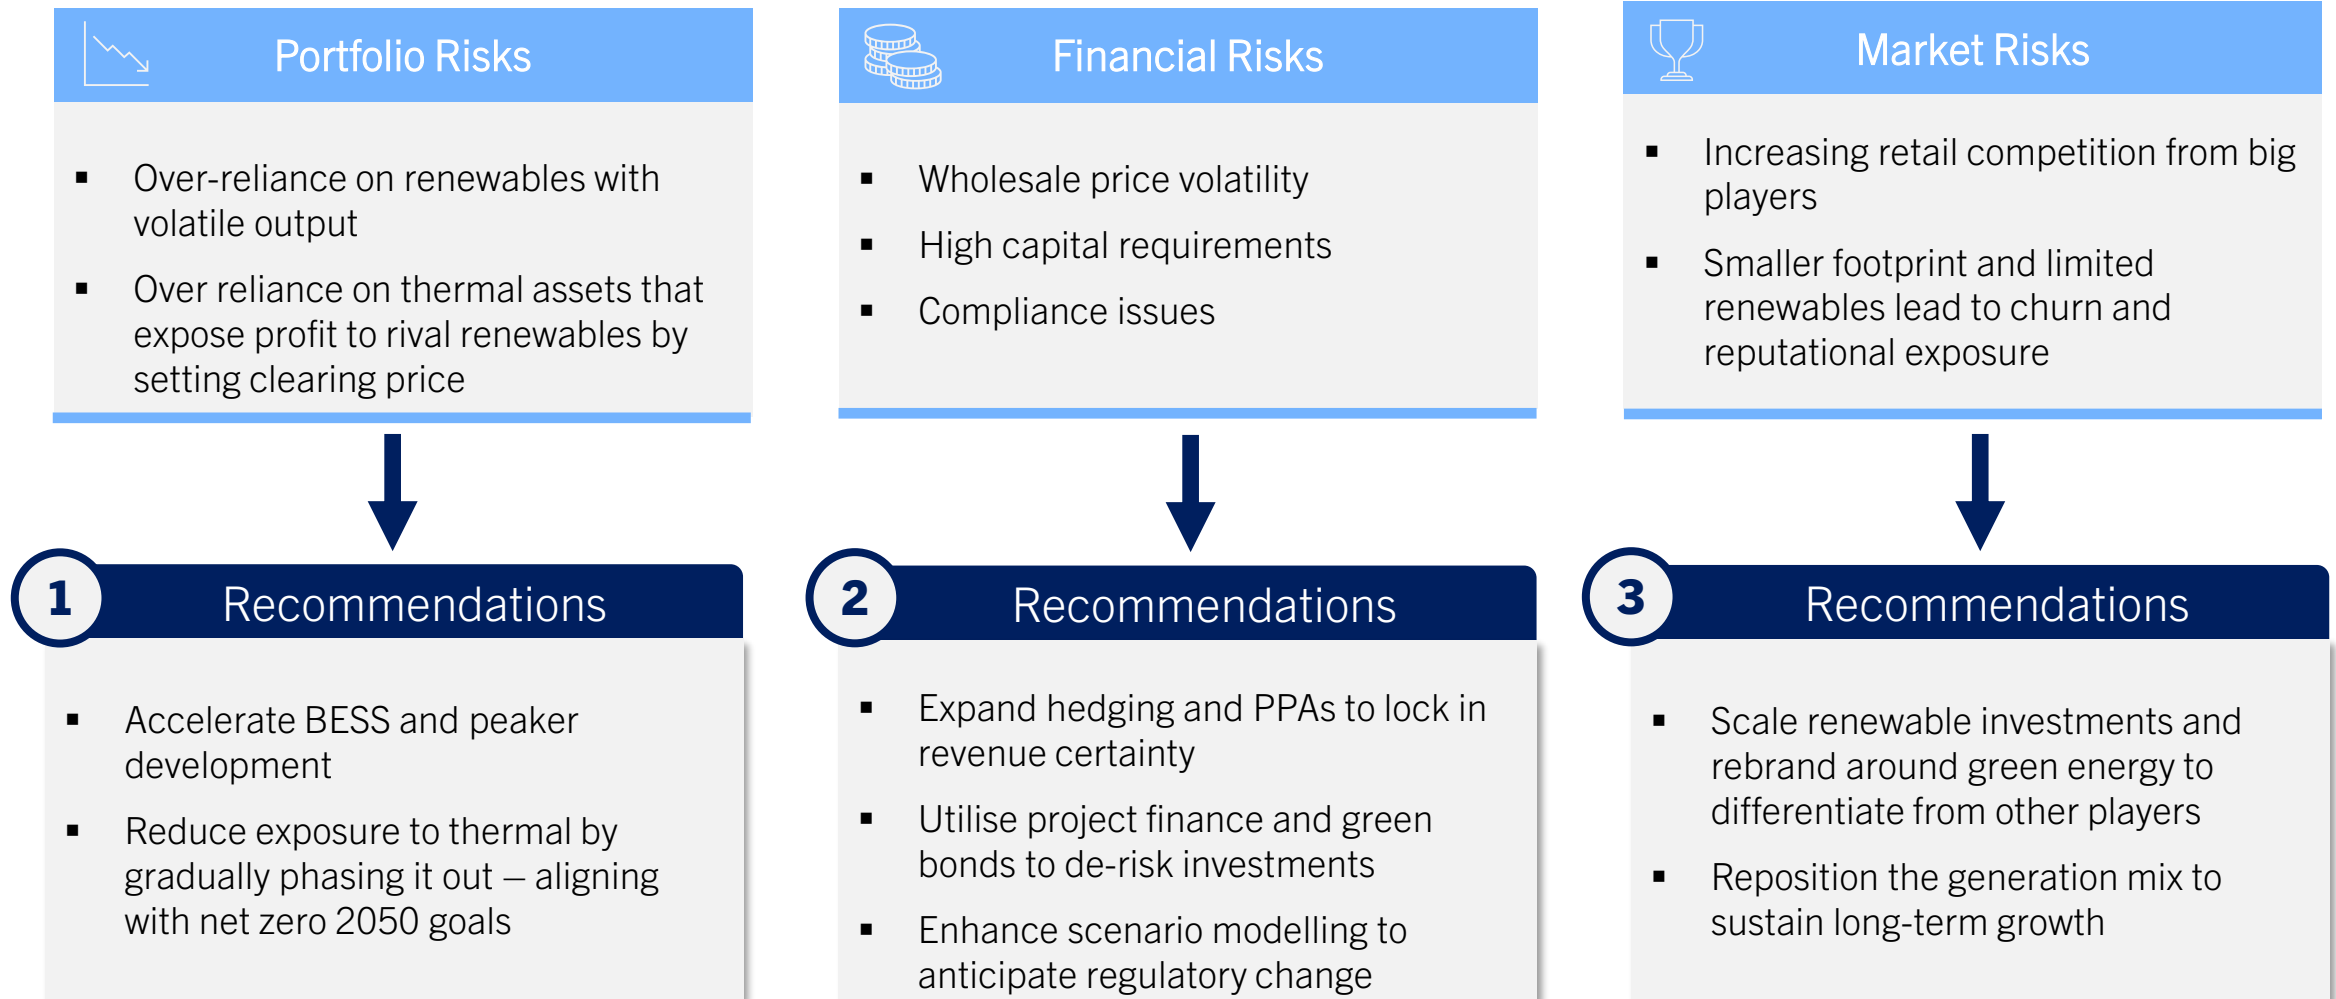 Portfolio Risks
▪ Over-reliance on renewables with
volatile output
▪ Over reliance on thermal assets that
expose profit to rival renewables by
setting clearing price
Financial Risks
▪ Wholesale price volatility
▪ High capital requirements
▪ Compliance issues
Market Risks
▪ Increasing retail competition from big
players
▪ Smaller footprint and limited
renewables lead to churn and
reputational exposure
1
Recommendations
▪ Accelerate BESS and peaker
development
▪ Reduce exposure to thermal by
gradually phasing it out – aligning
with net zero 2050 goals
2
Recommendations
▪ Expand hedging and PPAs to lock in
revenue certainty
▪ Utilise project finance and green
bonds to de-risk investments
▪ Enhance scenario modelling to
anticipate regulatory change
3
Recommendations
▪ Scale renewable investments and
rebrand around green energy to
differentiate from other players
▪ Reposition the generation mix to
sustain long-term growth